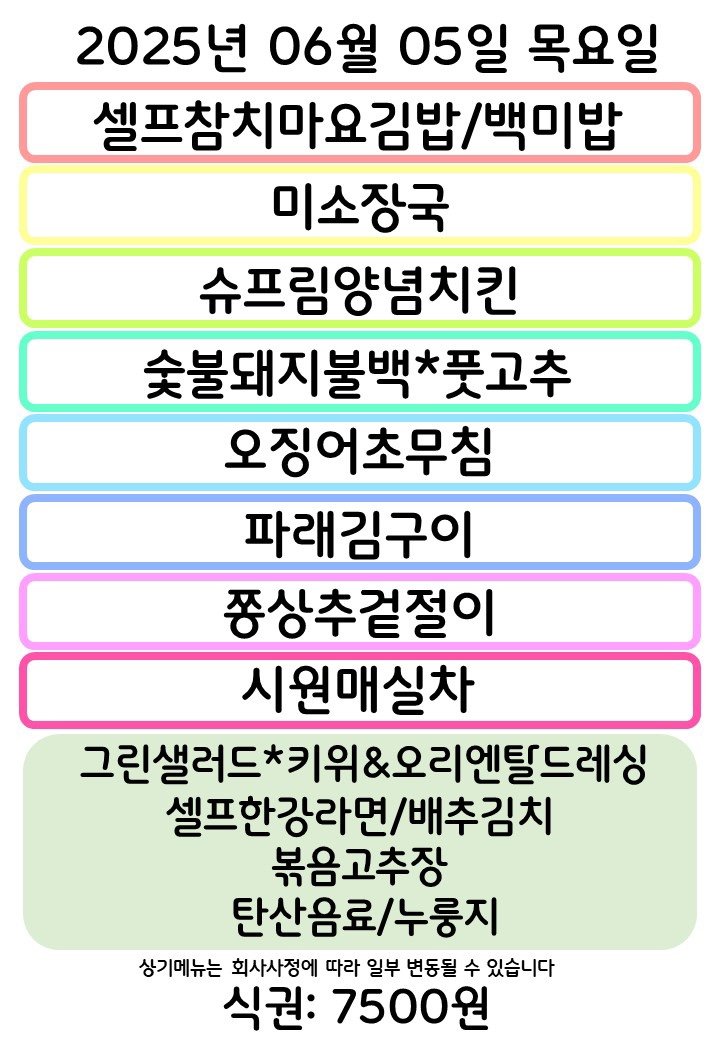 2025년 06월 05일 목요일
셀프참치마요김밥/백미밥
미소장국
슈프림양념치킨
숯불돼지불백*풋고추
오징어초무침
파래김구이
쫑상추겉절이
시원매실차
그린샐러드*키위&오리엔탈드레싱
셀프한강라면/배추김치
볶음고추장
탄산음료/누룽지
상기메뉴는 회사사정에 따라 일부 변동될 수 있습니다
식권: 7500원